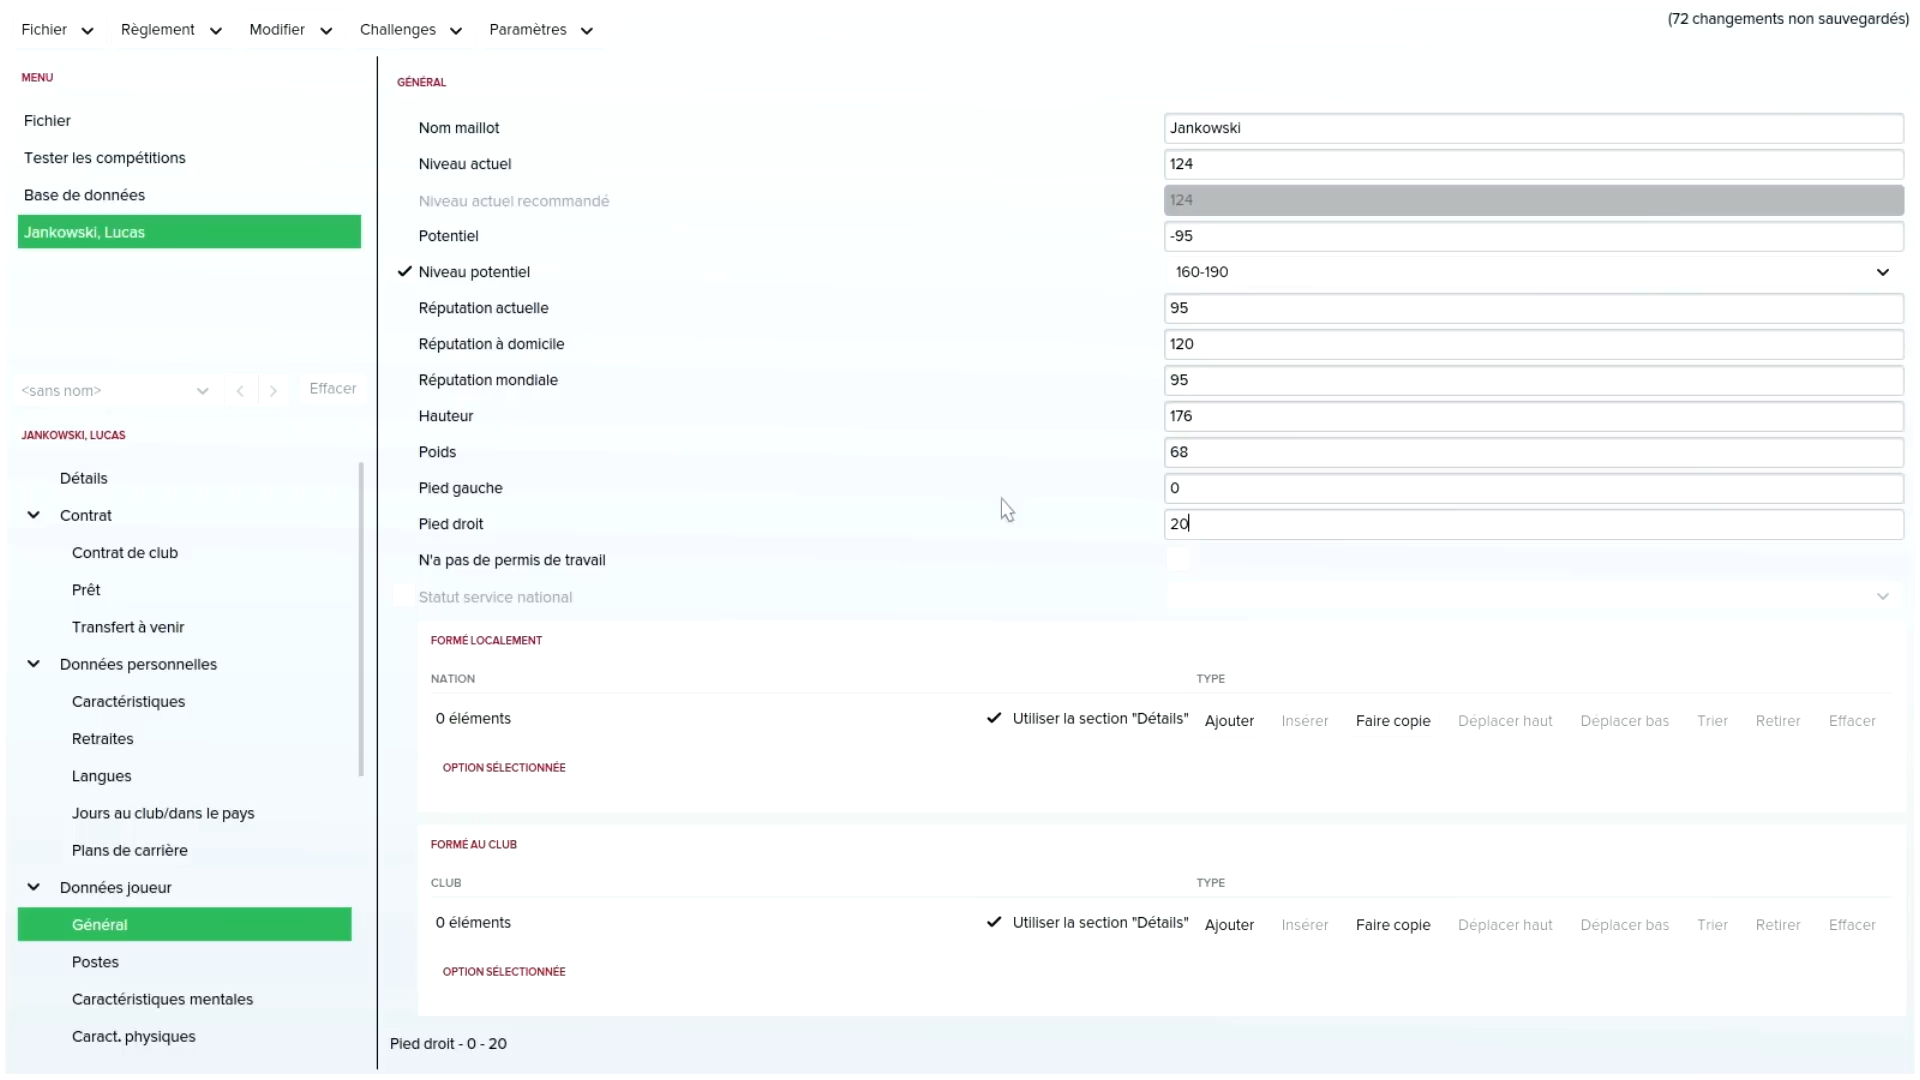 Fichier Règlement Modifier Challenges Paramètres (72 changements non sauvegardés)
MENU
Fichier
Tester les compétitions
Base de données
Jankowski, Lucas
<sans nom> Effacer
JANKOWSKI, LUCAS
Détails
Contrat
Contrat de club
Prêt
Transfert à venir
Données personnelles
Caractéristiques
Retraites
Langues
Jours au club/dans le pays
Plans de carrière
Données joueur
Général
Postes
Caractéristiques mentales
Caract. physiques
GÉNÉRAL
Nom maillot Jankowski
Niveau actuel 124
Niveau actuel recommandé 124
Potentiel -95
Niveau potentiel 160-190
Réputation actuelle 95
Réputation à domicile 120
Réputation mondiale 95
Hauteur 176
Poids 68
Pied gauche 0
Pied droit 20
N'a pas de permis de travail
Statut service national
FORMÉ LOCALEMENT
NATION TYPE
0 éléments Utiliser la section "Détails" Ajouter Insérer Faire copie Déplacer haut Déplacer bas Trier Retirer Effacer
OPTION SÉLECTIONNÉE
FORMÉ AU CLUB
CLUB TYPE
0 éléments Utiliser la section "Détails" Ajouter Insérer Faire copie Déplacer haut Déplacer bas Trier Retirer Effacer
OPTION SÉLECTIONNÉE
Pied droit - 0 - 20